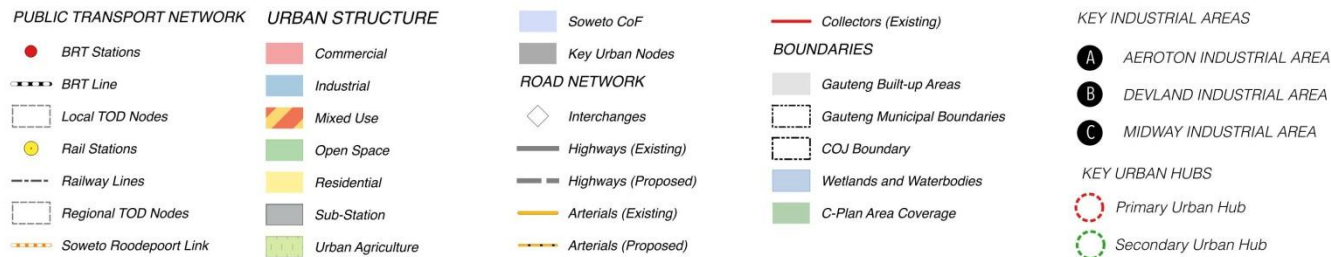 PUBLIC TRANSPORT NETWORK
BRT Stations
BRT Line
Local TOD Nodes
Rail Stations
Railway Lines
Regional TOD Nodes
Soweto Roodepoort Link
URBAN STRUCTURE
Commercial
Industrial
Mixed Use
Open Space
Residential
Sub-Station
Urban Agriculture
Soweto CoF
Key Urban Nodes
ROAD NETWORK
Interchanges
Highways (Existing)
Highways (Proposed)
Arterials (Existing)
Arterials (Proposed)
Collectors (Existing)
BOUNDARIES
Gauteng Built-up Areas
Gauteng Municipal Boundaries
COJ Boundary
Wetlands and Waterbodies
C-Plan Area Coverage
KEY INDUSTRIAL AREAS
A AEROTON INDUSTRIAL AREA
B DEVLAND INDUSTRIAL AREA
C MIDWAY INDUSTRIAL AREA
KEY URBAN HUBS
Primary Urban Hub
Secondary Urban Hub